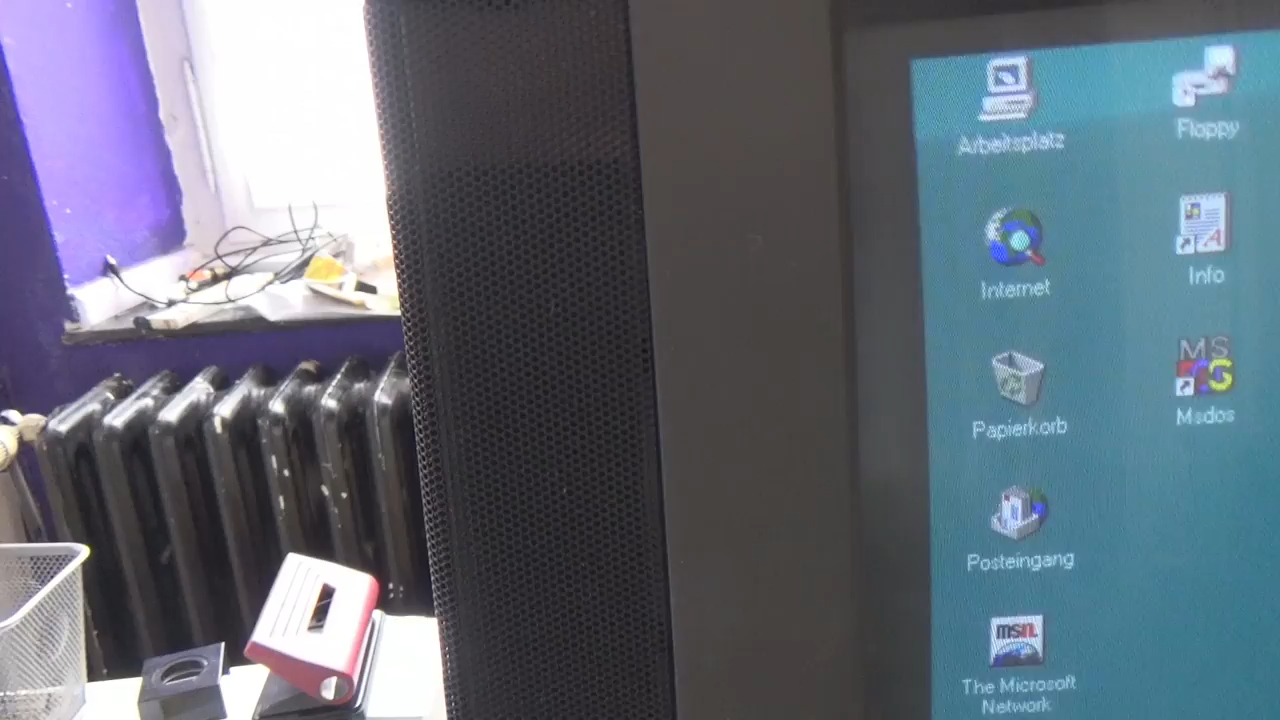 Arbeitsplatz
Floppy
Internet
Info
Papierkorb
MS
Msdos
Posteingang
msn
The Microsoft
Network